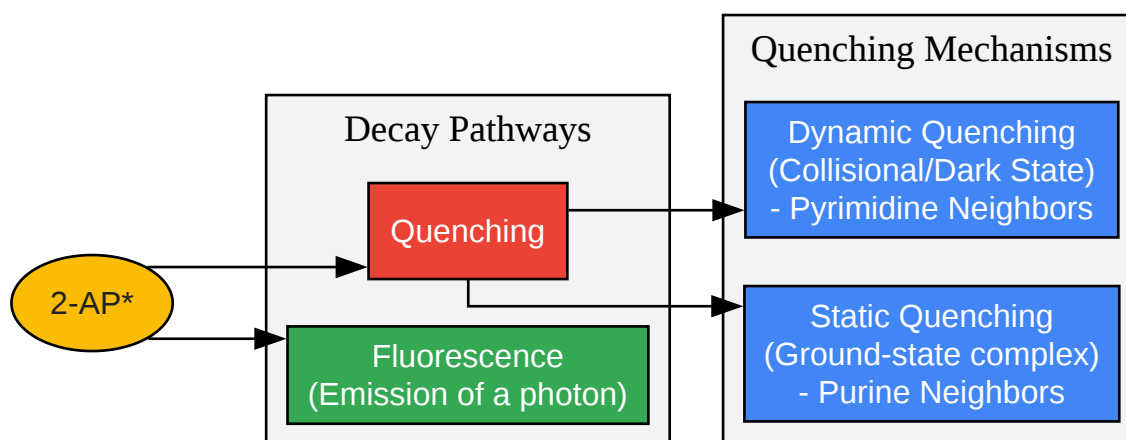 Quenching Mechanisms
Decay Pathways
Dynamic Quenching
(Collisional/Dark State)
- Pyrimidine Neighbors
Quenching
2-AP*
Static Quenching
(Ground-state complex)
- Purine Neighbors
Fluorescence
(Emission of a photon)